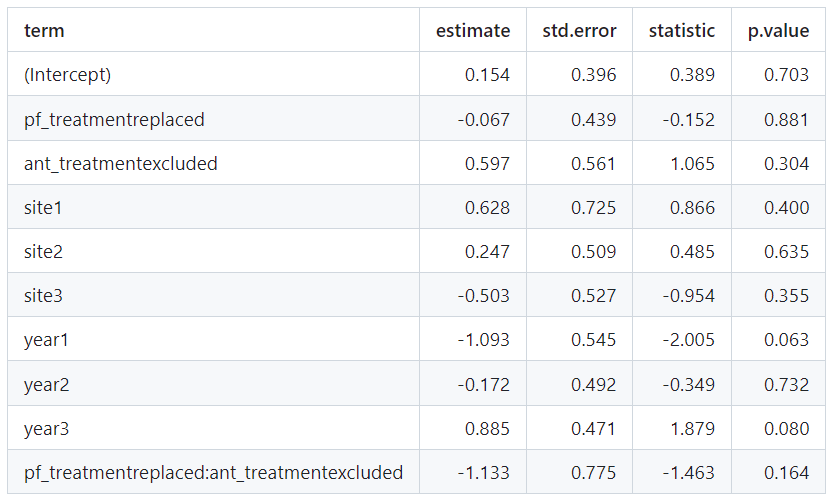 term estimate std.error statistic p.value
(Intercept) 0.154 0.396 0.389 0.703
pf_treatmentreplaced -0.067 0.439 -0.152 0.881
ant_treatmentexcluded 0.597 0.561 1.065 0.304
site1 0.628 0.725 0.866 0.400
site2 0.247 0.509 0.485 0.635
site3 -0.503 0.527 -0.954 0.355
year1 -1.093 0.545 -2.005 0.063
year2 -0.172 0.492 -0.349 0.732
year3 0.885 0.471 1.879 0.080
pf_treatmentreplaced:ant_treatmentexcluded -1.133 0.775 -1.463 0.164